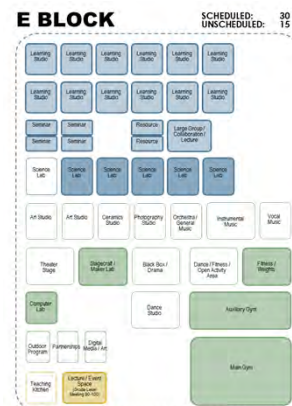 E BLOCK
SCHEDULED: 30
UNSCHEDULED: 15
Learning Studio
Learning Studio
Learning Studio
Learning Studio
Learning Studio
Learning Studio
Learning Studio
Learning Studio
Learning Studio
Learning Studio
Learning Studio
Learning Studio
Seminar
Seminar
Resource
Large Group /
Collaboration /
Lecture
Seminar
Seminar
Resource
Science Lab
Science Lab
Science Lab
Science Lab
Science Lab
Science Lab
Art Studio
Art Studio
Ceramics Studio
Photography Studio
Orchestra /
General
Music
Instrumental
Music
Vocal
Music
Theater
Stage
Stagecraft /
Maker Lab
Black Box /
Drama
Dance / Fitness /
Open Activity
Area
Fitness /
Weights
Computer
Lab
Dance
Studio
Auxiliary Gym
Outdoor
Program
Partnerships
Digital
Media / Art
Main Gym
Teaching
Kitchen
Lecture / Event
Space